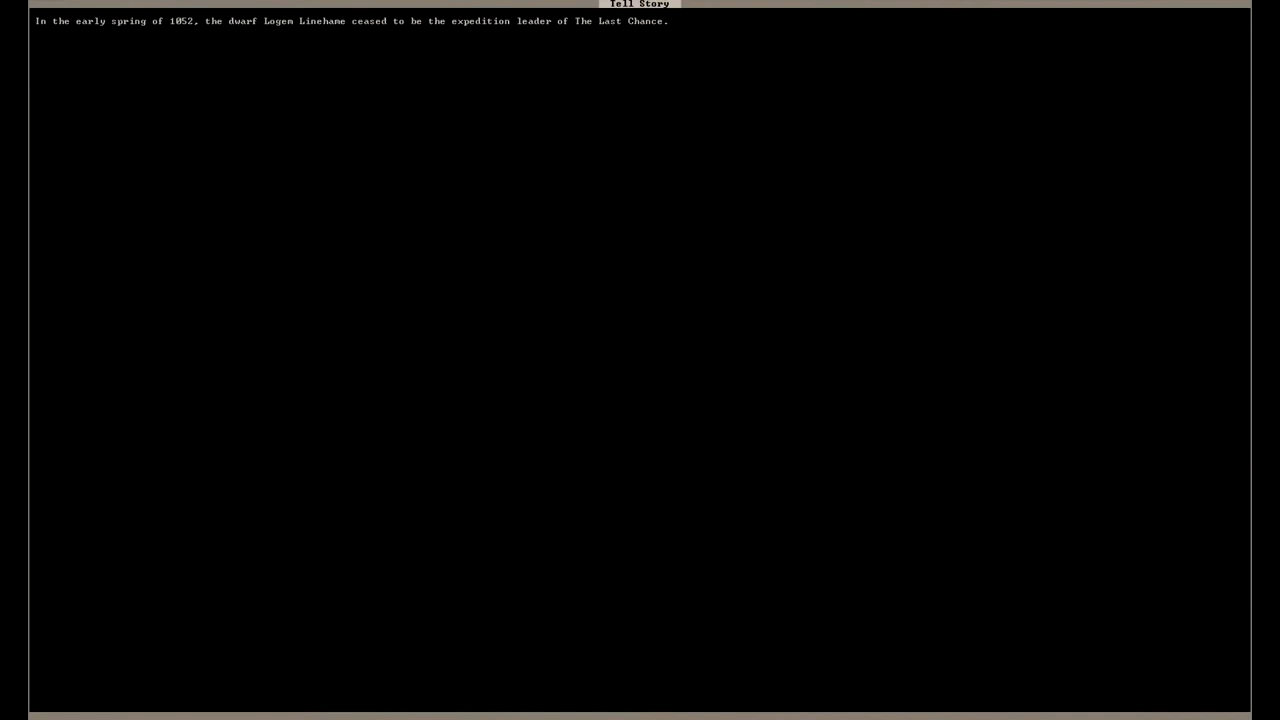 Tell Story
In the early spring of 1052, the dwarf Logem Linehame ceased to be the expedition leader of The Last Chance.